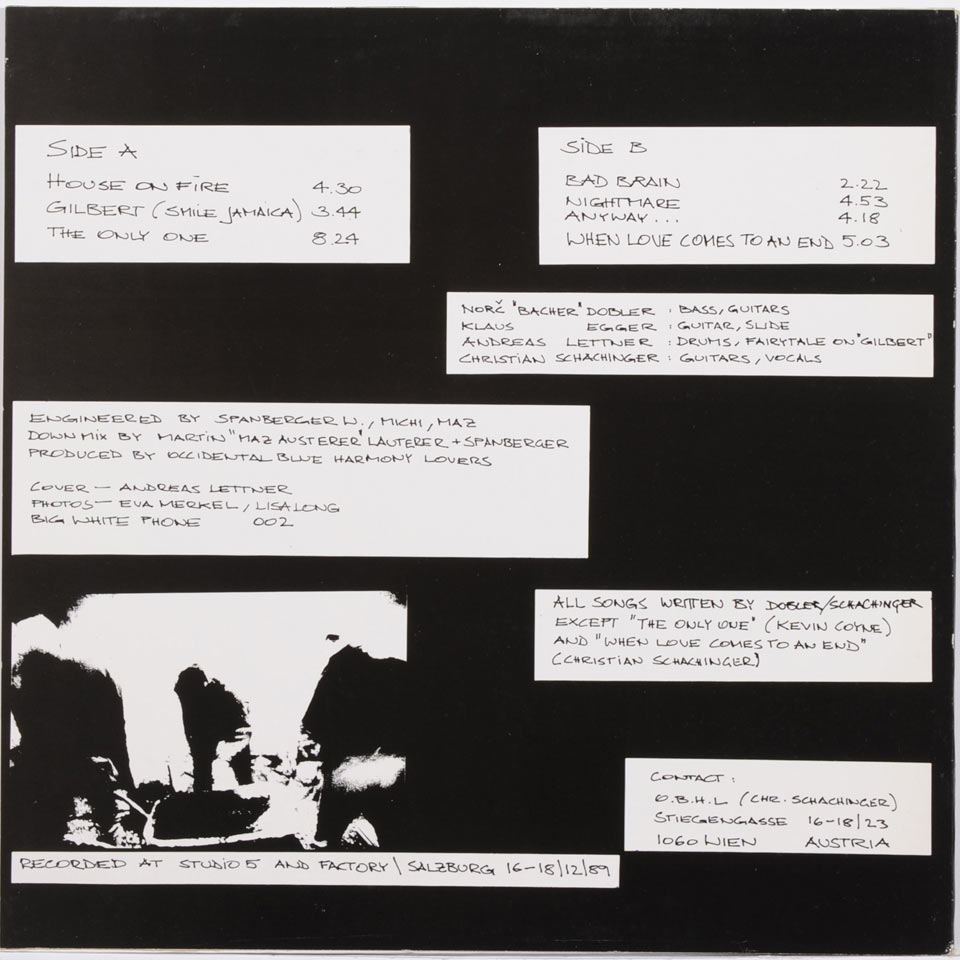 SIDE A
HOUSE ON FIRE 4.30
GILBERT (SMILE JAMAICA) 3.44
THE ONLY ONE 8.24
SIDE B
BAD BRAIN 2.22
NIGHTMARE 4.53
ANYWAY... 4.18
WHEN LOVE COMES TO AN END 5.03
NORČ "BACHER" DOBLER : BASS, GUITARS
KLAUS EGGER : GUITAR, SLIDE
ANDREAS LETTNER : DRUMS, FAIRYTALE ON "GILBERT"
CHRISTIAN SCHACHINGER : GUITARS, VOCALS
ENGINEERED BY SPANBERGER W., MICHI, MAZ
DOWNMIX BY MARTIN "MAZ AUSTERER" LAUTERER + SPANBERGER
PRODUCED BY OCCIDENTAL BLUE HARMONY LOVERS
COVER — ANDREAS LETTNER
PHOTOS — EVA MERKEL, LISA LONG
BIG WHITE PHONE 002
ALL SONGS WRITTEN BY DOBLER/SCHACHINGER
EXCEPT "THE ONLY ONE" (KEVIN COYNE)
AND "WHEN LOVE COMES TO AN END"
(CHRISTIAN SCHACHINGER)
CONTACT :
O.B.H.L (CHR. SCHACHINGER)
STIEGENGASSE 16-18/23
1060 WIEN AUSTRIA
RECORDED AT STUDIO 5 AND FACTORY \ SALZBURG 16-18/12/89